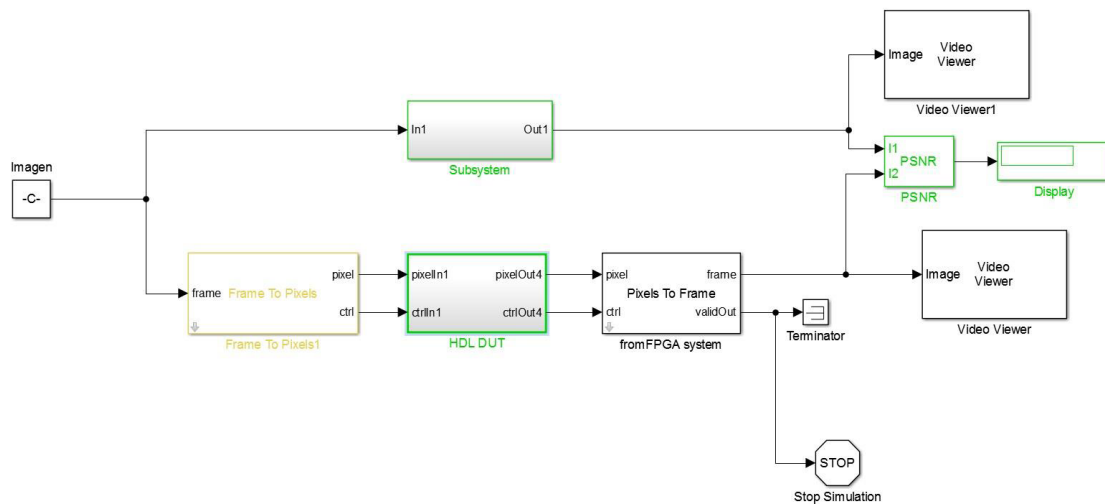 Image
Video
Viewer
Video Viewer1
In1
Out1
Subsystem
I1
I2
PSNR
PSNR
Display
Imagen
-C-
frame
Frame To Pixels
pixel
ctrl
Frame To Pixels1
pixelIn1
ctrlIn1
pixelOut4
ctrlOut4
HDL DUT
pixel
ctrl
Pixels To Frame
frame
validOut
fromFPGA system
Image
Video
Viewer
Video Viewer
Terminator
STOP
Stop Simulation